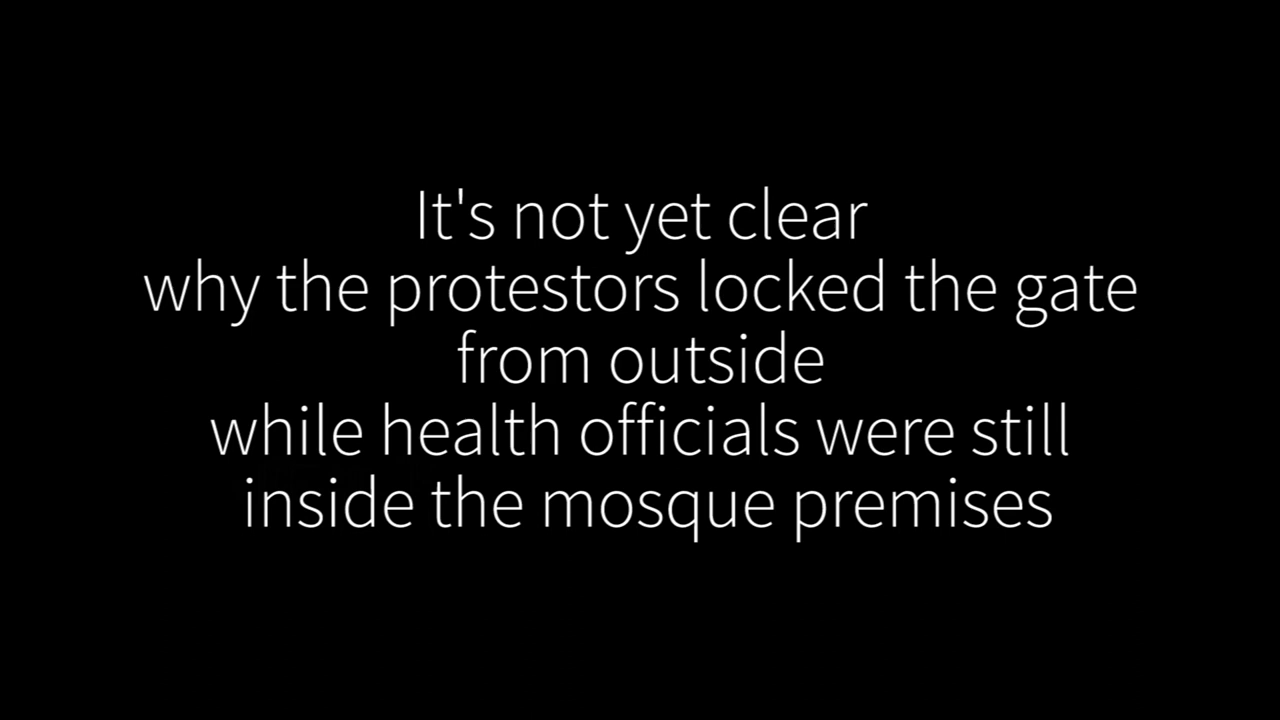 It's not yet clear
why the protestors locked the gate
from outside
while health officials were still
inside the mosque premises